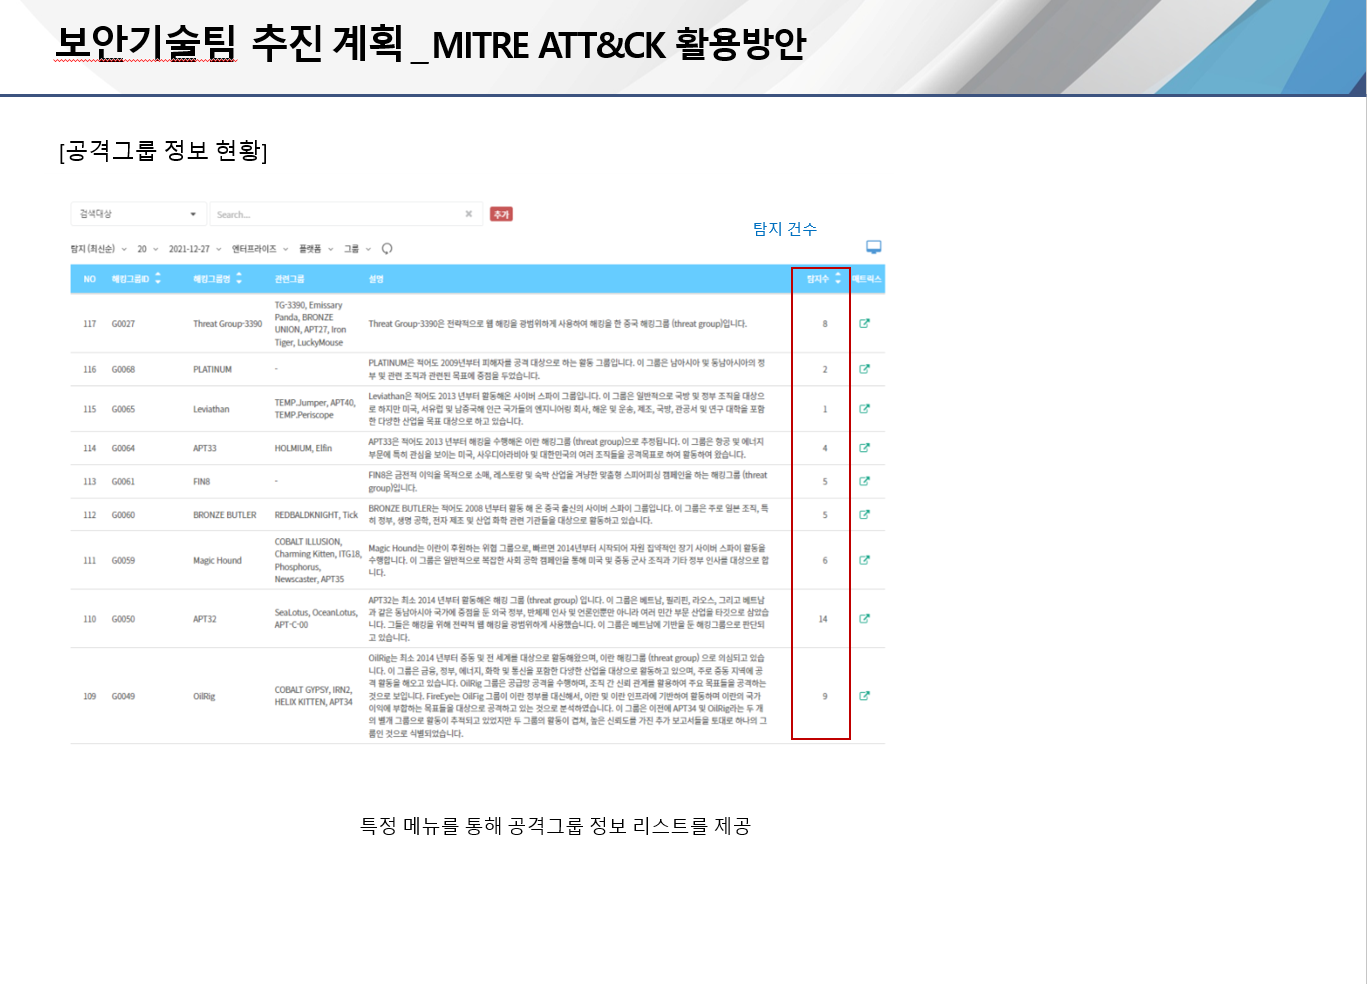 보안기술팀 추진 계획 _ MITRE ATT&CK 활용방안
[공격그룹 정보 현황]
검색대상 Search... 추가
탐지 건수
탐지 (최신순) 20 2021-12-27 엔터프라이즈 플랫폼 그룹
NO 해킹그룹ID 해킹그룹명 관련그룹 설명 탐지수 매트릭스
117 G0027 Threat Group-3390
TG-3390, Emissary
Panda, BRONZE
UNION, APT27, Iron
Tiger, LuckyMouse
Threat Group-3390은 전략적으로 웹 해킹을 광범위하게 사용하여 해킹을 한 중국 해킹그룹 (threat group)입니다.
8
116 G0068 PLATINUM -
PLATINUM은 적어도 2009년부터 피해자를 공격 대상으로 하는 활동 그룹입니다. 이 그룹은 남아시아 및 동남아시아의 정
부 및 관련 조직과 관련된 목표에 중점을 두었습니다.
2
115 G0065 Leviathan
TEMP.Jumper, APT40,
TEMP.Periscope
Leviathan은 적어도 2013 년부터 활동해온 사이버 스파이 그룹입니다. 이 그룹은 일반적으로 국방 및 정부 조직을 대상으
로 하지만 미국, 서유럽 및 남중국해 인근 국가들의 엔지니어링 회사, 해운 및 운송, 제조, 국방, 관공서 및 연구 대학을 포함
한 다양한 산업을 목표 대상으로 하고 있습니다.
1
114 G0064 APT33 HOLMIUM, Elfin
APT33은 적어도 2013 년부터 해킹을 수행해온 이란 해킹그룹 (threat group)으로 추정됩니다. 이 그룹은 항공 및 에너지
부문에 특히 관심을 보이는 미국, 사우디아라비아 및 대한민국의 여러 조직들을 공격목표로 하여 활동하여 왔습니다.
4
113 G0061 FIN8 -
FIN8은 금전적 이익을 목적으로 소매, 레스토랑 및 숙박 산업을 겨냥한 맞춤형 스피어피싱 캠페인을 하는 해킹그룹 (threat
group)입니다.
5
112 G0060 BRONZE BUTLER REDBALDKNIGHT, Tick
BRONZE BUTLER는 적어도 2008 년부터 활동 해 온 중국 출신의 사이버 스파이 그룹입니다. 이 그룹은 주로 일본 조직, 특
히 정부, 생명 공학, 전자 제조 및 산업 화학 관련 기관들을 대상으로 활동하고 있습니다.
5
111 G0059 Magic Hound
COBALT ILLUSION,
Charming Kitten, ITG18,
Phosphorus,
Newscaster, APT35
Magic Hound는 이란이 후원하는 위협 그룹으로, 빠르면 2014년부터 시작되어 자원 집약적인 장기 사이버 스파이 활동을
수행합니다. 이 그룹은 일반적으로 복잡한 사회 공학 캠페인을 통해 미국 및 중동 군사 조직과 기타 정부 인사를 대상으로 합
니다.
6
110 G0050 APT32
SeaLotus, OceanLotus,
APT-C-00
APT32는 최소 2014 년부터 활동해온 해킹 그룹 (threat group) 입니다. 이 그룹은 베트남, 필리핀, 라오스, 그리고 베트남
과 같은 동남아시아 국가에 중점을 둔 외국 정부, 반체제 인사 및 언론인뿐만 아니라 여러 민간 부문 산업을 타깃으로 삼았습
니다. 그들은 해킹을 위해 전략적 웹 해킹을 광범위하게 사용했습니다. 이 그룹은 베트남에 기반을 둔 해킹그룹으로 판단되
고 있습니다.
14
109 G0049 OilRig
COBALT GYPSY, IRN2,
HELIX KITTEN, APT34
OilRig는 최소 2014 년부터 중동 및 전 세계를 대상으로 활동해왔으며, 이란 해킹그룹 (threat group) 으로 의심되고 있습
니다. 이 그룹은 금융, 정부, 에너지, 화학 및 통신을 포함한 다양한 산업을 대상으로 활동하고 있으며, 주로 중동 지역에 공
격 활동을 해오고 있습니다. OilRig 그룹은 공급망 공격을 수행하며, 조직 간 신뢰 관계를 활용하여 주요 목표들을 공격하는
것으로 보입니다. FireEye는 OilFig 그룹이 이란 정부를 대신해서, 이란 및 이란 인프라에 기반하여 활동하며 이란의 국가
이익에 부합하는 목표들을 대상으로 공격하고 있는 것으로 분석하였습니다. 이 그룹은 이전에 APT34 및 OilRig라는 두 개
의 별개 그룹으로 활동이 추적되고 있었지만 두 그룹의 활동이 겹쳐, 높은 신뢰도를 가진 추가 보고서들을 토대로 하나의 그
룹인 것으로 식별되었습니다.
9
특정 메뉴를 통해 공격그룹 정보 리스트를 제공